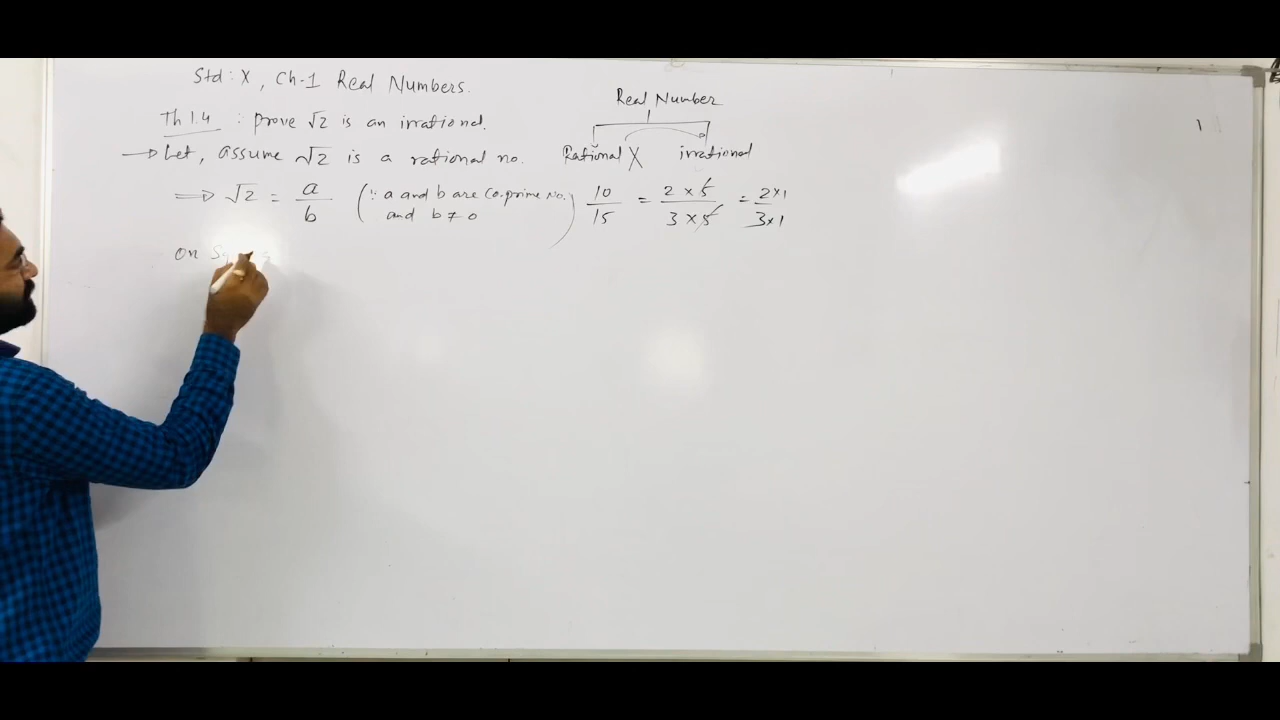 Std : X , Ch-1 Real Numbers.
Th 1.4 : prove √2 is an irrational.
→ Let, assume √2 is a rational no.
⇒ √2 = a/b (∵ a and b are Co.prime No. and b ≠ 0)
On
Real Number
Rational X irrational
10/15 = 2 × 5/3 × 5 = 2×1/3×1
1